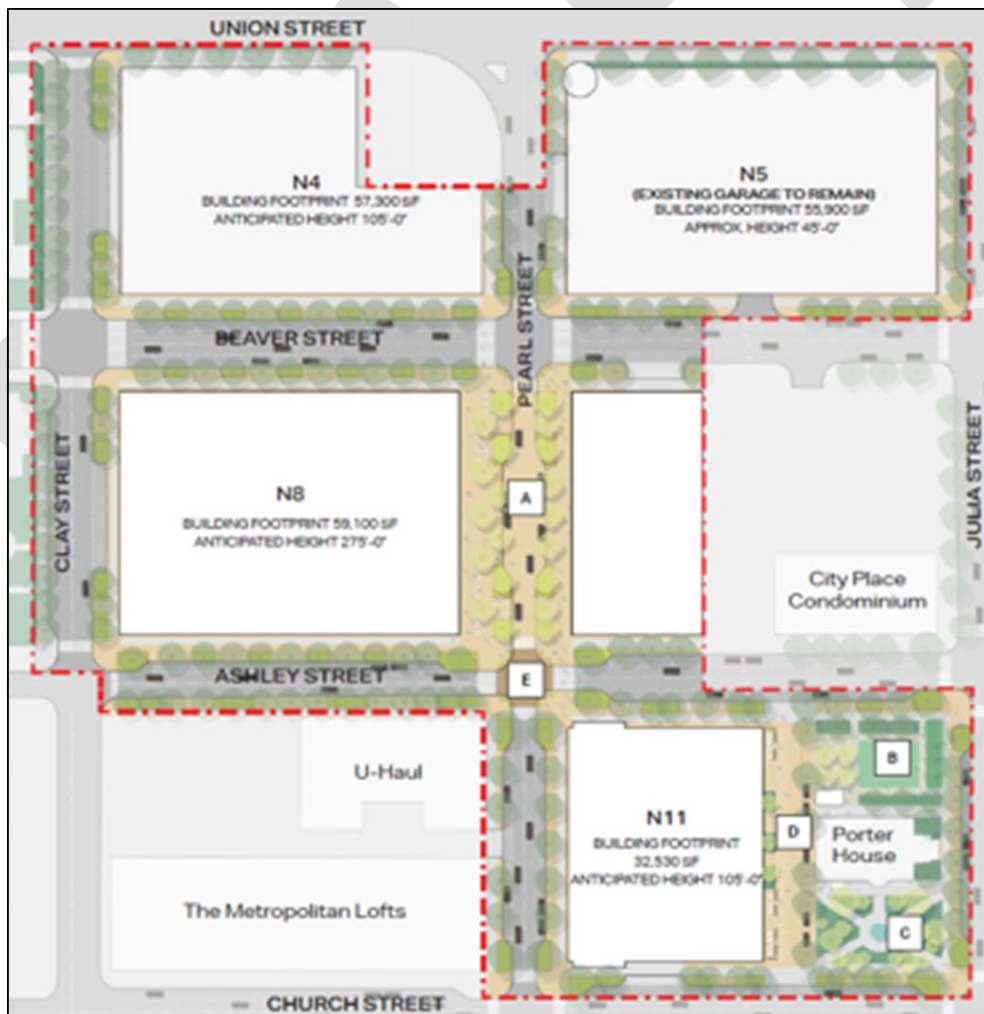 UNION STREET
N4
BUILDING FOOTPRINT 57,300 SF
ANTICIPATED HEIGHT 105'-0"
N5
(EXISTING GARAGE TO REMAIN)
BUILDING FOOTPRINT 55,900 SF
APPROX. HEIGHT 45'-0"
PEARL STREET
BEAVER STREET
CLAY STREET
N8
BUILDING FOOTPRINT 59,100 SF
ANTICIPATED HEIGHT 275'-0"
A
JULIA STREET
City Place
Condominium
ASHLEY STREET
E
U-Haul
B
N11
BUILDING FOOTPRINT
32,530 SF
ANTICIPATED HEIGHT 105'-0"
D
Porter
House
The Metropolitan Lofts
C
CHURCH STREET